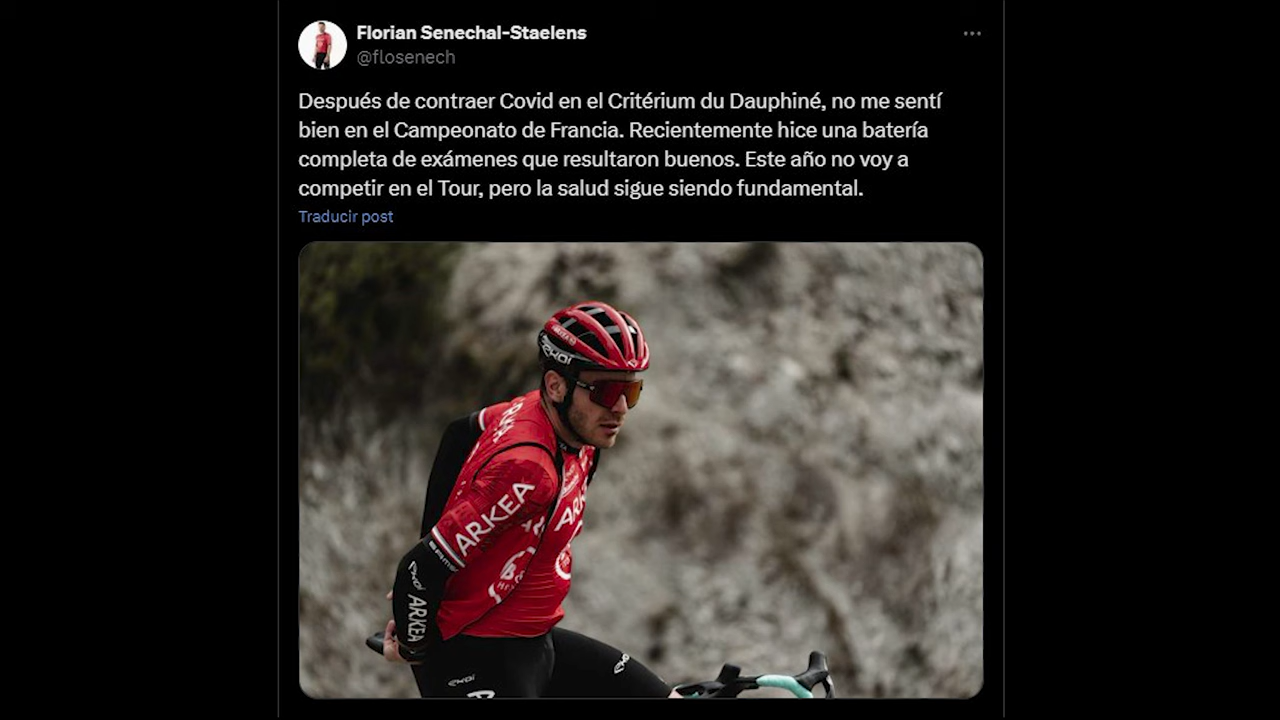 Florian Senechal-Staelens
@flosenech
Después de contraer Covid en el Critérium du Dauphiné, no me sentí
bien en el Campeonato de Francia. Recientemente hice una batería
completa de exámenes que resultaron buenos. Este año no voy a
competir en el Tour, pero la salud sigue siendo fundamental.
Traducir post
EKOI
ARKEA
ARKEA
EKOI